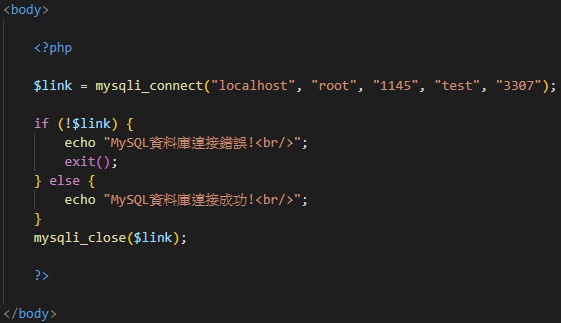 <body>
<?php
$link = mysqli_connect("localhost", "root", "1145", "test", "3307");
if (!$link) {
echo "MySQL資料庫連接錯誤!<br/>";
exit();
} else {
echo "MySQL資料庫連接成功!<br/>";
}
mysqli_close($link);
?>
</body>